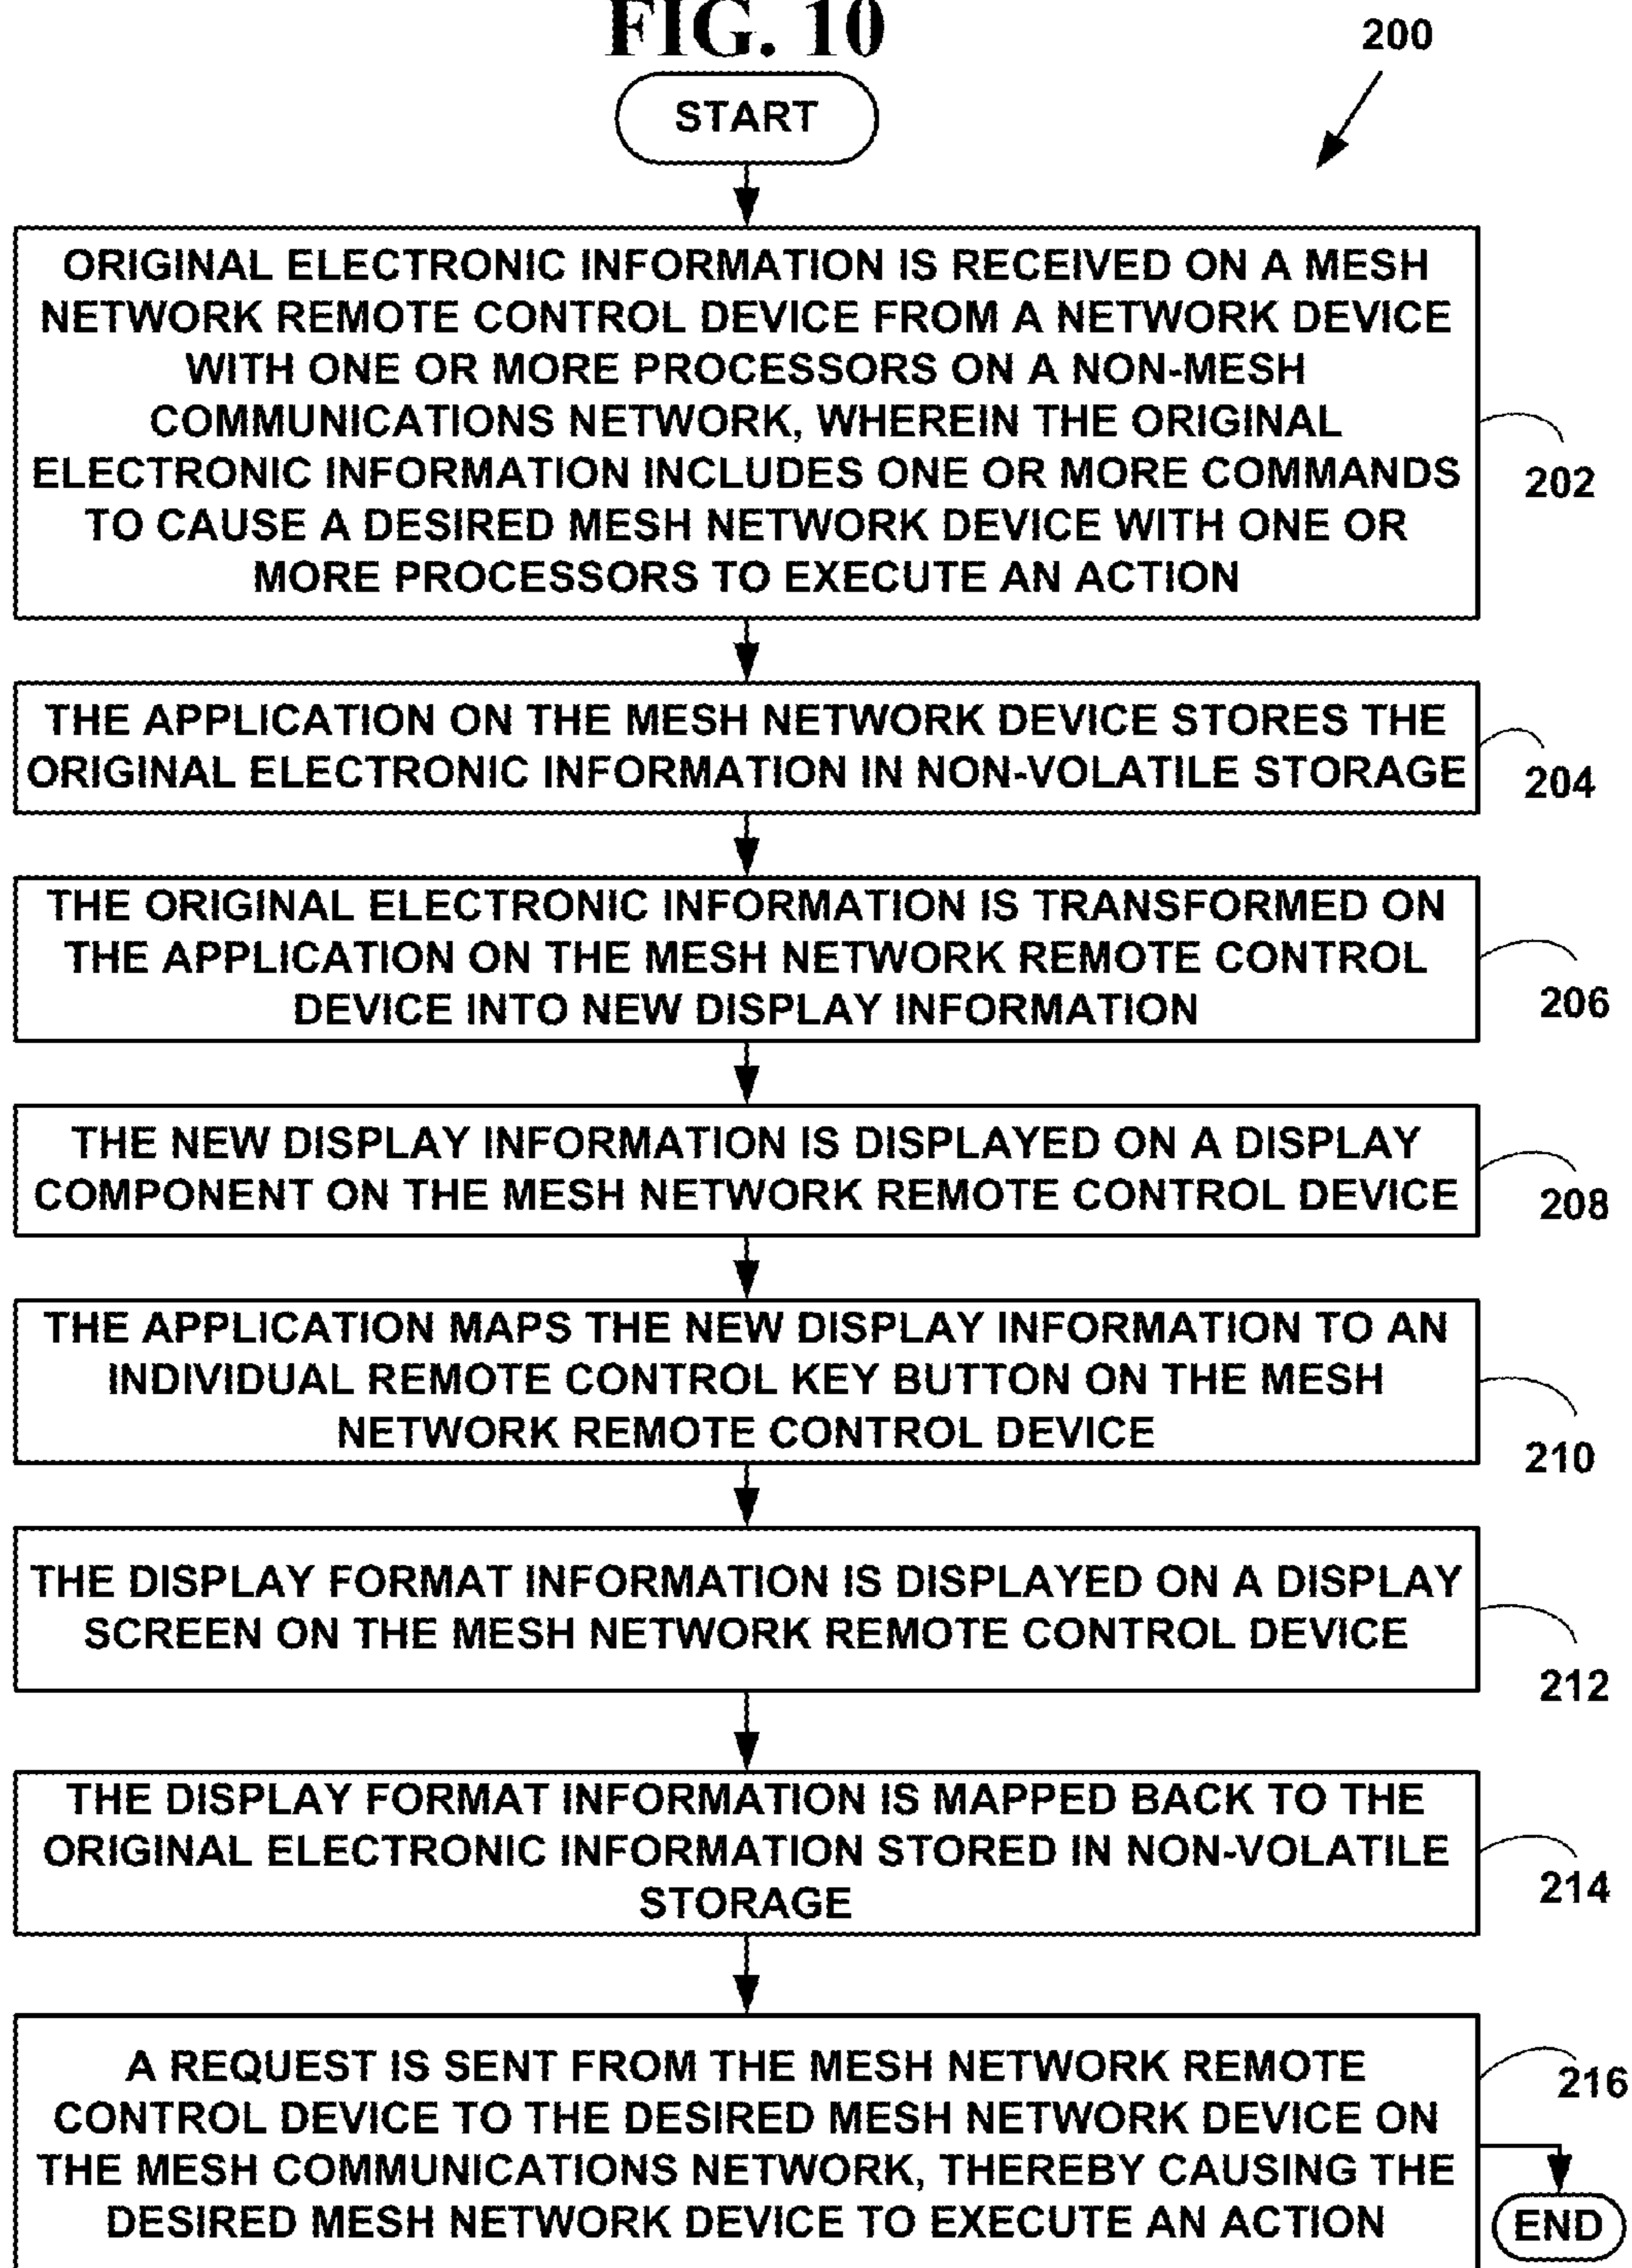 FIG. 10
200
START
ORIGINAL ELECTRONIC INFORMATION IS RECEIVED ON A MESH
NETWORK REMOTE CONTROL DEVICE FROM A NETWORK DEVICE
WITH ONE OR MORE PROCESSORS ON A NON-MESH
COMMUNICATIONS NETWORK, WHEREIN THE ORIGINAL
ELECTRONIC INFORMATION INCLUDES ONE OR MORE COMMANDS
TO CAUSE A DESIRED MESH NETWORK DEVICE WITH ONE OR
MORE PROCESSORS TO EXECUTE AN ACTION
202
THE APPLICATION ON THE MESH NETWORK DEVICE STORES THE
ORIGINAL ELECTRONIC INFORMATION IN NON-VOLATILE STORAGE
204
THE ORIGINAL ELECTRONIC INFORMATION IS TRANSFORMED ON
THE APPLICATION ON THE MESH NETWORK REMOTE CONTROL
DEVICE INTO NEW DISPLAY INFORMATION
206
THE NEW DISPLAY INFORMATION IS DISPLAYED ON A DISPLAY
COMPONENT ON THE MESH NETWORK REMOTE CONTROL DEVICE
208
THE APPLICATION MAPS THE NEW DISPLAY INFORMATION TO AN
INDIVIDUAL REMOTE CONTROL KEY BUTTON ON THE MESH
NETWORK REMOTE CONTROL DEVICE
210
THE DISPLAY FORMAT INFORMATION IS DISPLAYED ON A DISPLAY
SCREEN ON THE MESH NETWORK REMOTE CONTROL DEVICE
212
THE DISPLAY FORMAT INFORMATION IS MAPPED BACK TO THE
ORIGINAL ELECTRONIC INFORMATION STORED IN NON-VOLATILE
STORAGE
214
A REQUEST IS SENT FROM THE MESH NETWORK REMOTE
CONTROL DEVICE TO THE DESIRED MESH NETWORK DEVICE ON
THE MESH COMMUNICATIONS NETWORK, THEREBY CAUSING THE
DESIRED MESH NETWORK DEVICE TO EXECUTE AN ACTION
216
END